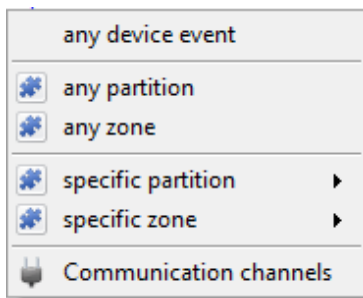 any device event
any partition
any zone
specific partition
specific zone
Communication channels